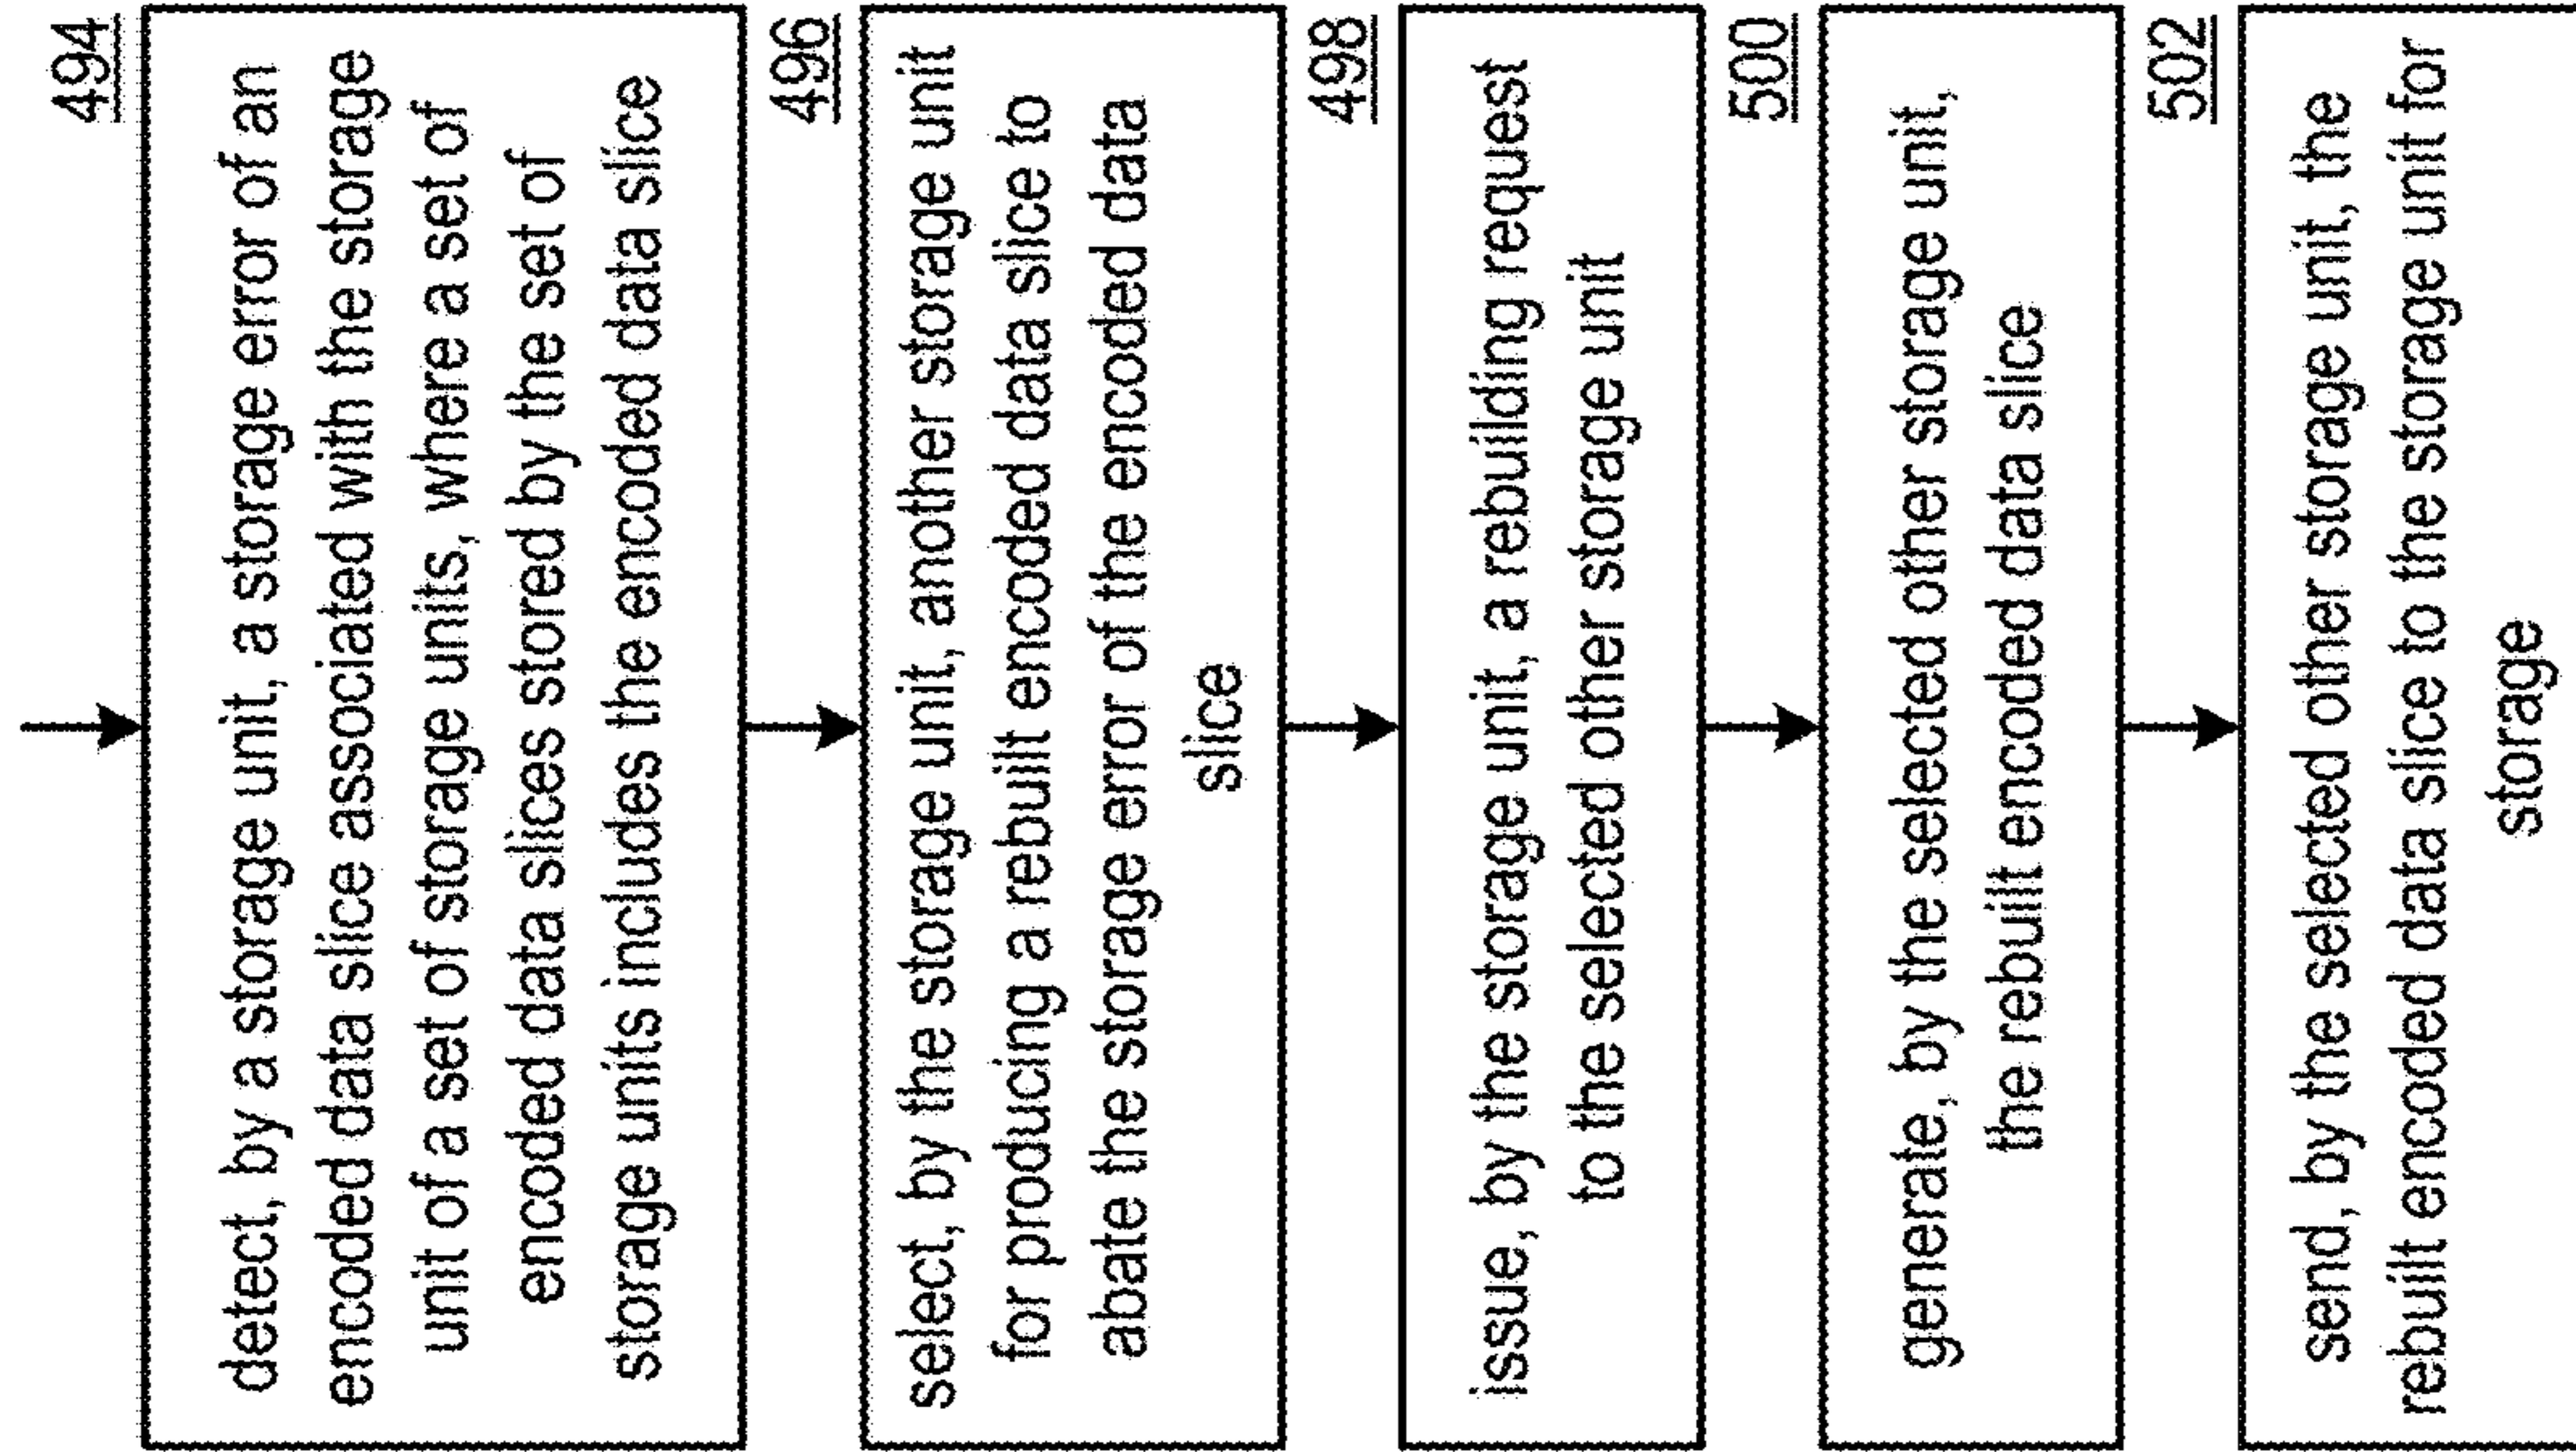 494
detect, by a storage unit, a storage error of an
encoded data slice associated with the storage
unit of a set of storage units, where a set of
encoded data slices stored by the set of
storage units includes the encoded data slice
496
select, by the storage unit, another storage unit
for producing a rebuilt encoded data slice to
abate the storage error of the encoded data
slice
498
issue, by the storage unit, a rebuilding request
to the selected other storage unit
500
generate, by the selected other storage unit,
the rebuilt encoded data slice
502
send, by the selected other storage unit, the
rebuilt encoded data slice to the storage unit for
storage